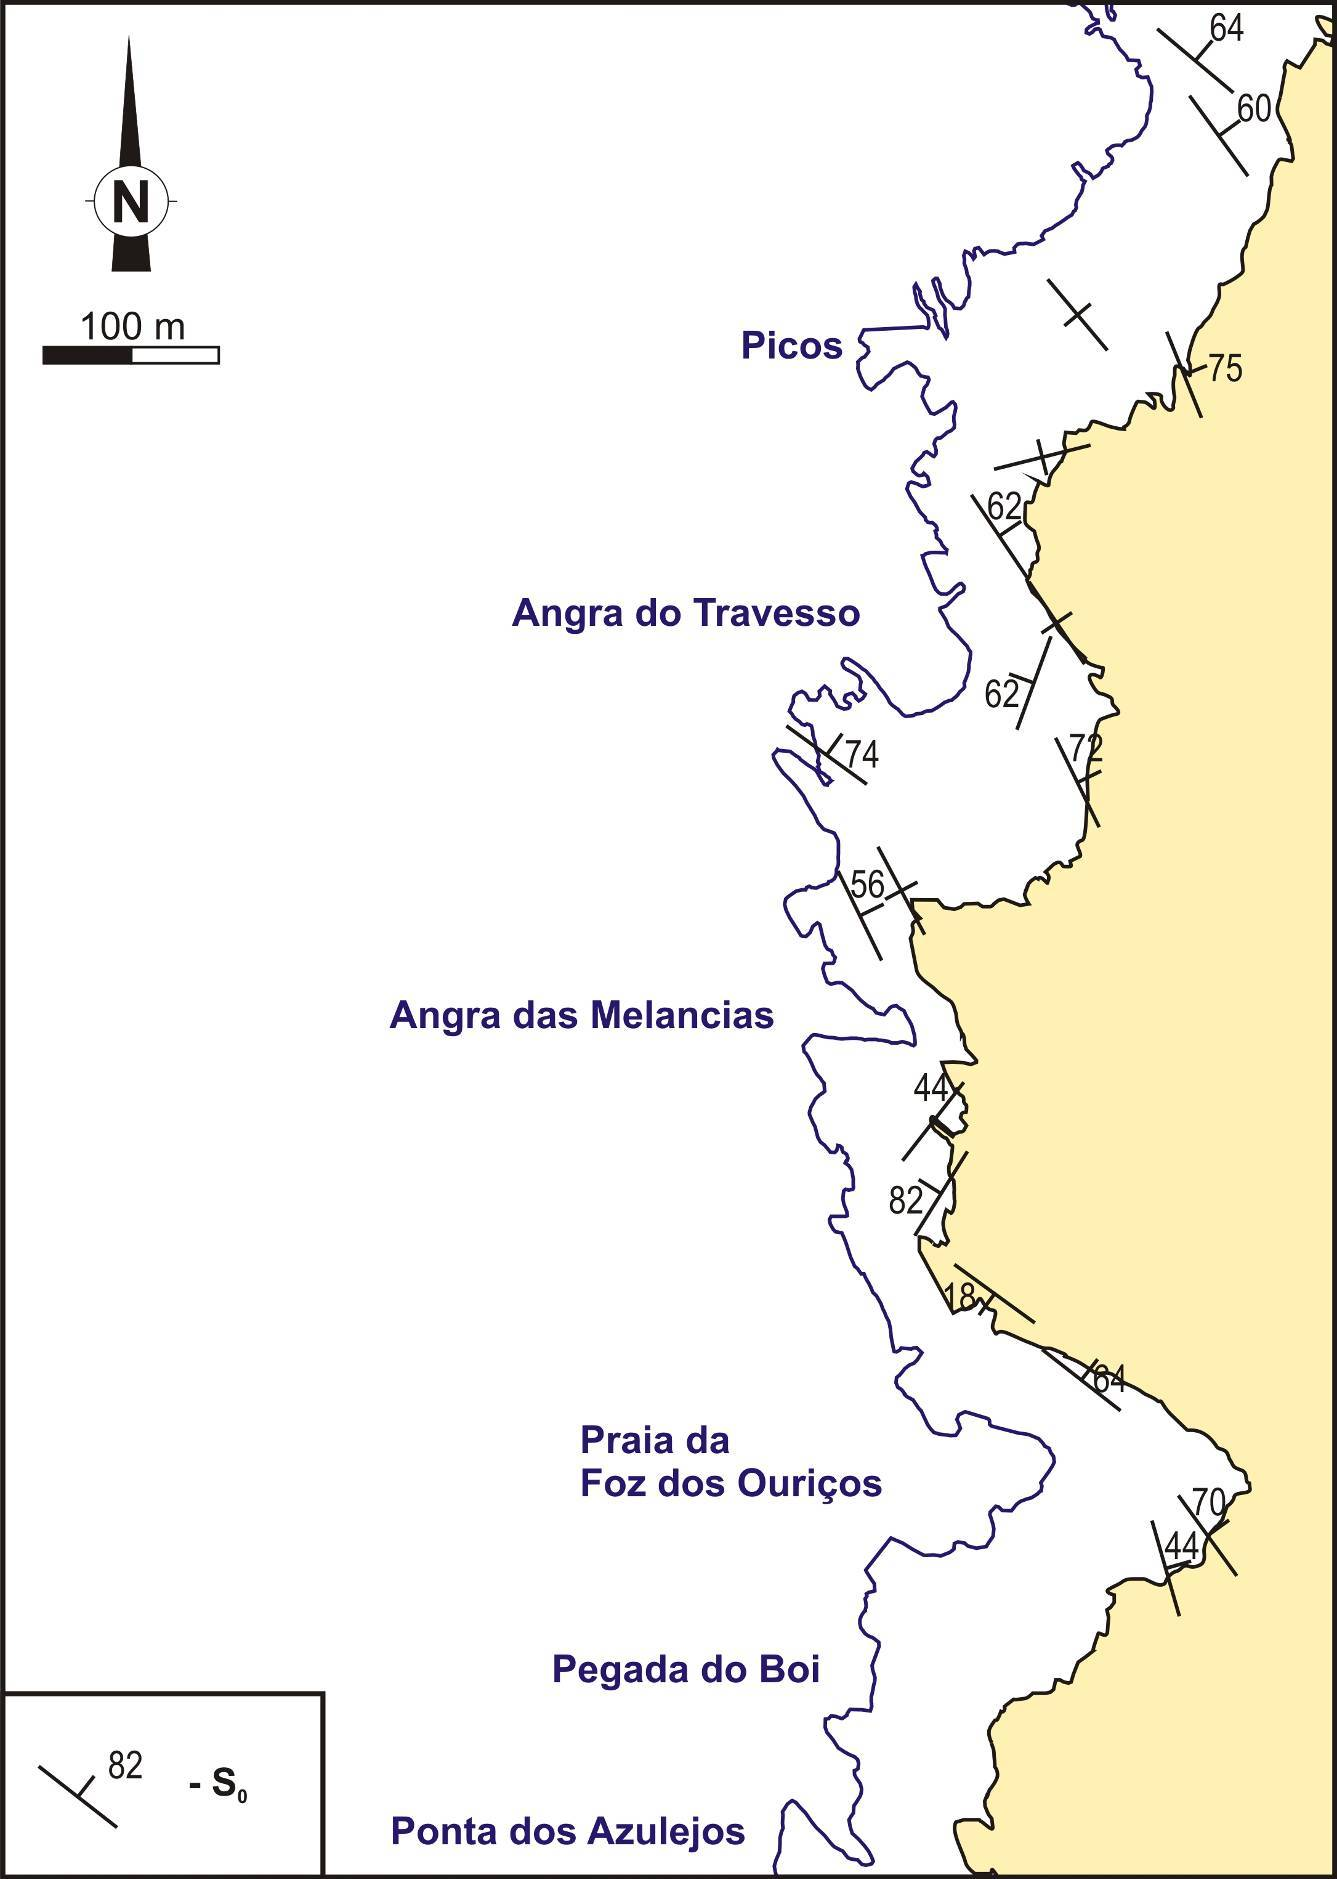 64
60
N
100 m
Picos
75
62
Angra do Travesso
62
72
74
56
Angra das Melancias
44
82
18
64
Praia da
Foz dos Ouriços
70
44
Pegada do Boi
82 - S₀
Ponta dos Azulejos